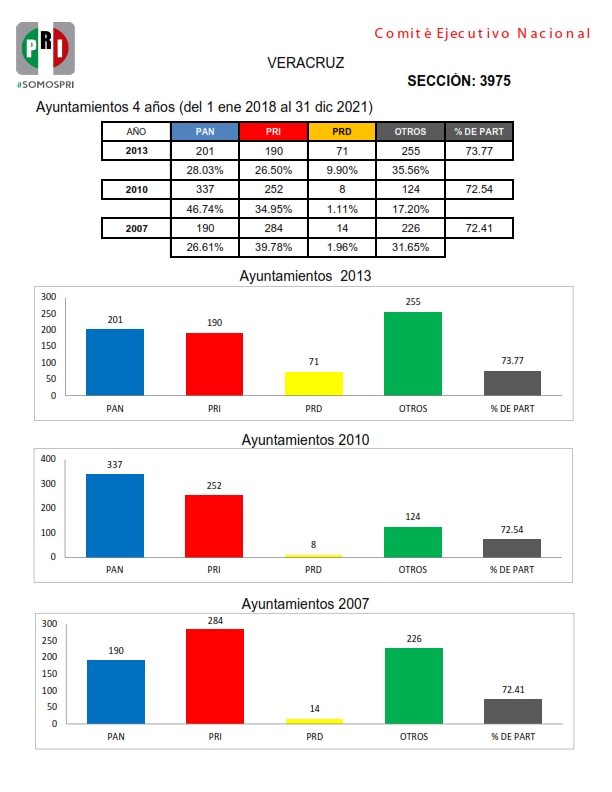 Comité Ejecutivo Nacional
PRI
#SOMOSPRI
VERACRUZ
SECCIÓN: 3975
Ayuntamientos 4 años (del 1 ene 2018 al 31 dic 2021)
AÑO PAN PRI PRD OTROS % DE PART
2013 201 190 71 255 73.77
28.03% 26.50% 9.90% 35.56%
2010 337 252 8 124 72.54
46.74% 34.95% 1.11% 17.20%
2007 190 284 14 226 72.41
26.61% 39.78% 1.96% 31.65%
Ayuntamientos 2013
300
250
200
150
100
50
0
201 190 71 255 73.77
PAN PRI PRD OTROS % DE PART
Ayuntamientos 2010
400
300
200
100
0
337 252 8 124 72.54
PAN PRI PRD OTROS % DE PART
Ayuntamientos 2007
300
250
200
150
100
50
0
190 284 14 226 72.41
PAN PRI PRD OTROS % DE PART